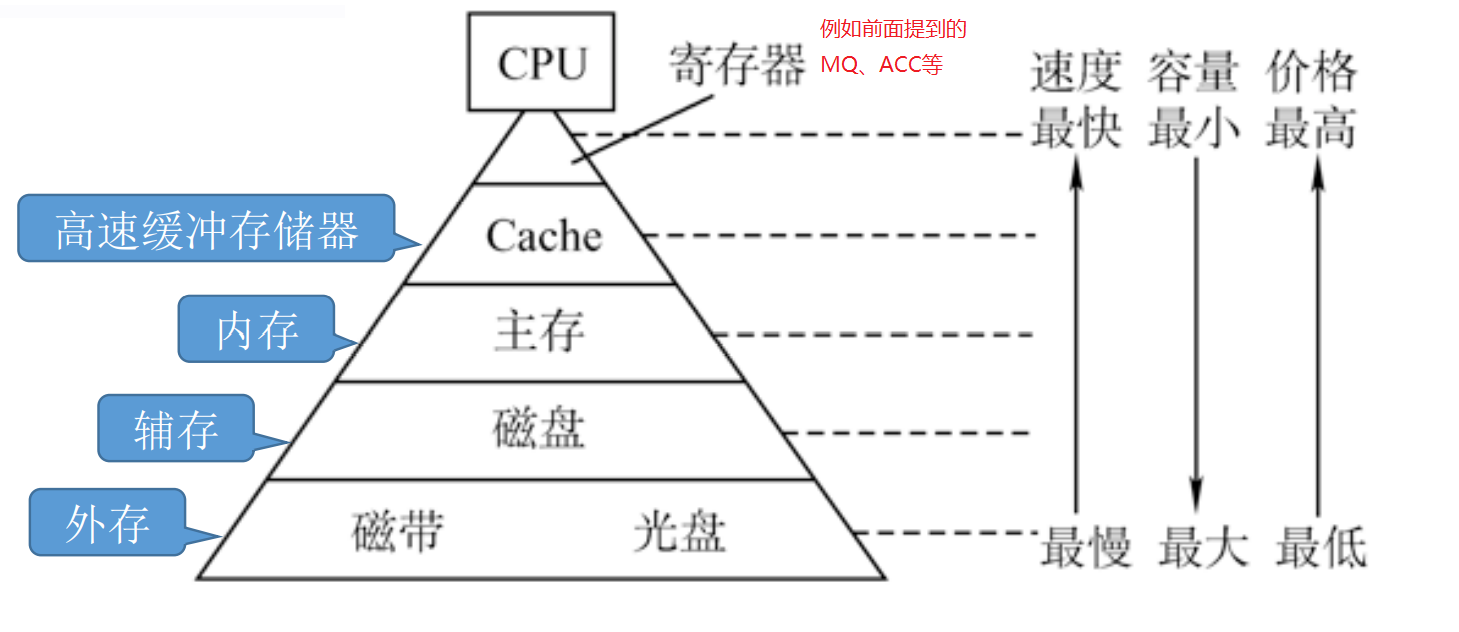 CPU
寄存器
例如前面提到的
MQ、ACC等
速度 容量 价格
最快 最小 最高
高速缓冲存储器
Cache
内存
主存
辅存
磁盘
外存
磁带 光盘
最慢 最大 最低